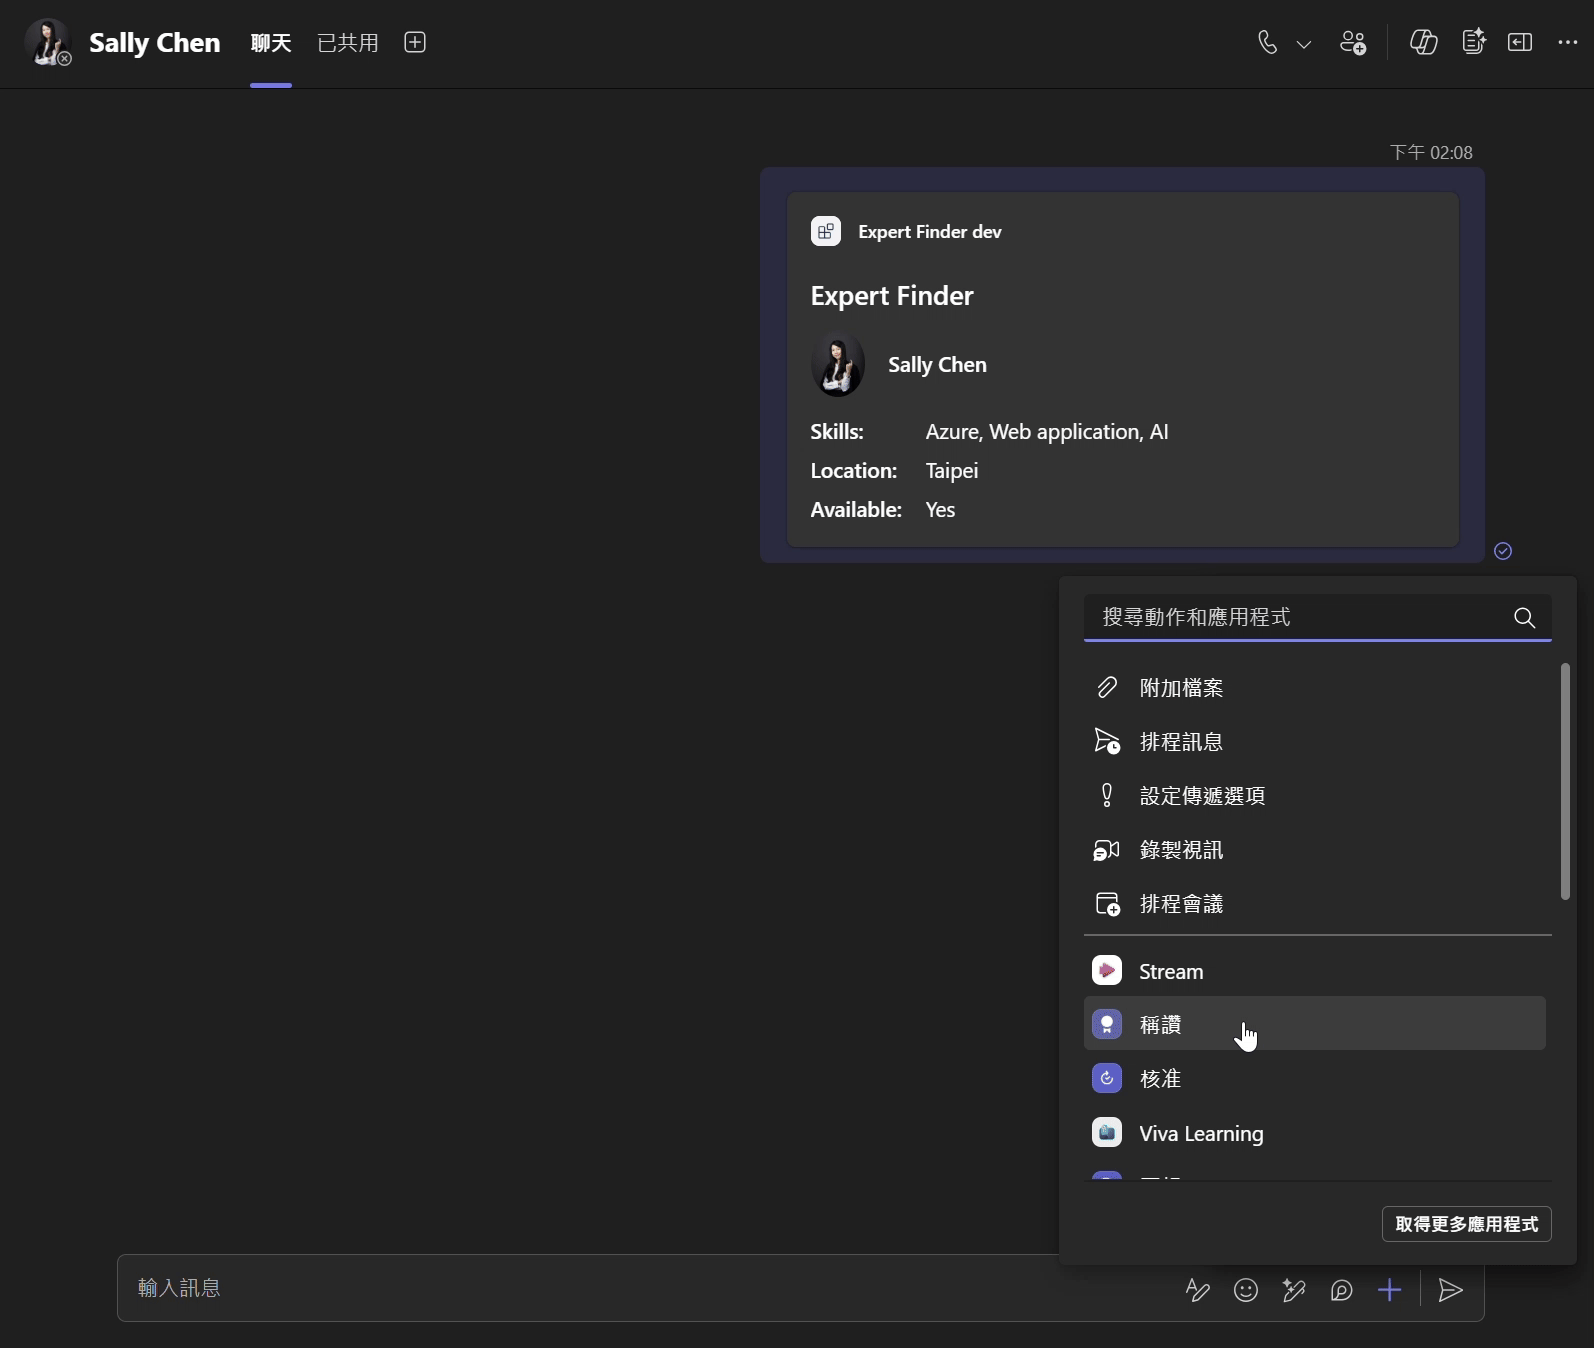 Sally Chen 聊天 已共用
下午 02:08
Expert Finder dev
Expert Finder
Sally Chen
Skills: Azure, Web application, AI
Location: Taipei
Available: Yes
搜尋動作和應用程式
附加檔案
排程訊息
設定傳遞選項
錄製視訊
排程會議
Stream
稱讚
核准
Viva Learning
取得更多應用程式
輸入訊息